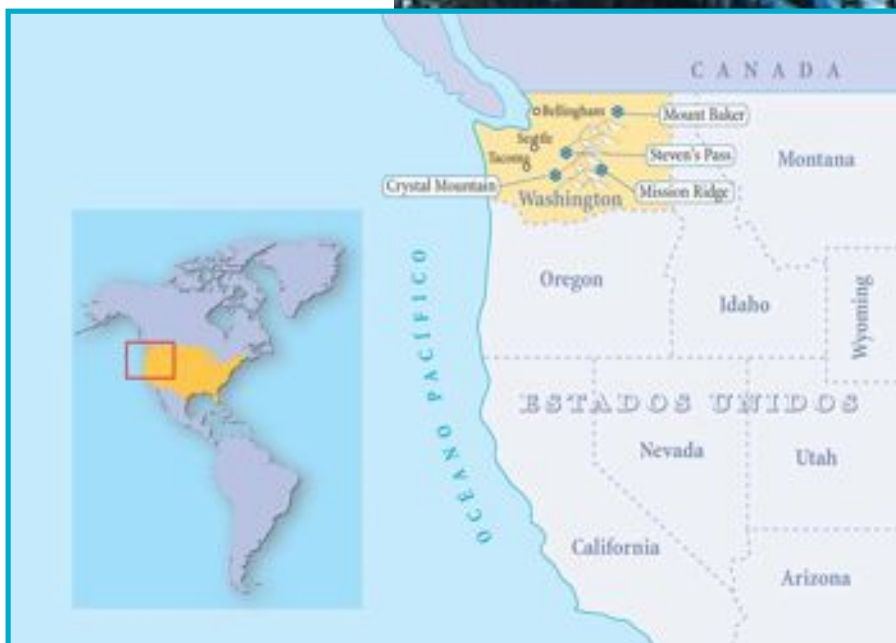 CANADA
Bellingham
Mount Baker
Seattle
Steven's Pass
Tacoma
Montana
Crystal Mountain
Mission Ridge
Washington
OCEANO PACÍFICO
Oregon
Idaho
Wyoming
ESTADOS UNIDOS
Nevada
Utah
California
Arizona